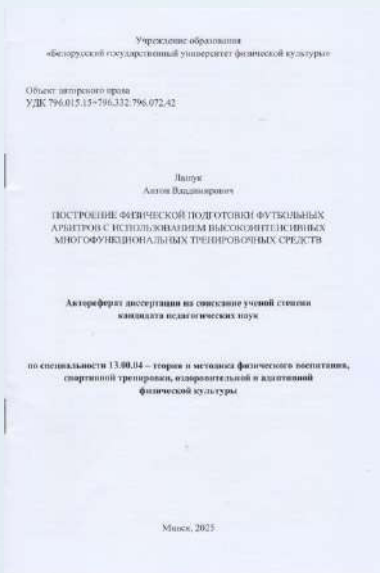 Учреждение образования
«Белорусский государственный университет физической культуры»
Объект авторского права
УДК 796.015.15+796.332:796.072.42
Лащук
Антон Владимирович
ПОСТРОЕНИЕ ФИЗИЧЕСКОЙ ПОДГОТОВКИ ФУТБОЛЬНЫХ
АРБИТРОВ С ИСПОЛЬЗОВАНИЕМ ВЫСОКОИНТЕНСИВНЫХ
МНОГОФУНКЦИОНАЛЬНЫХ ТРЕНИРОВОЧНЫХ СРЕДСТВ
Автореферат диссертации на соискание ученой степени
кандидата педагогических наук
по специальности 13.00.04 – теория и методика физического воспитания,
спортивной тренировки, оздоровительной и адаптивной
физической культуры
Минск, 2025